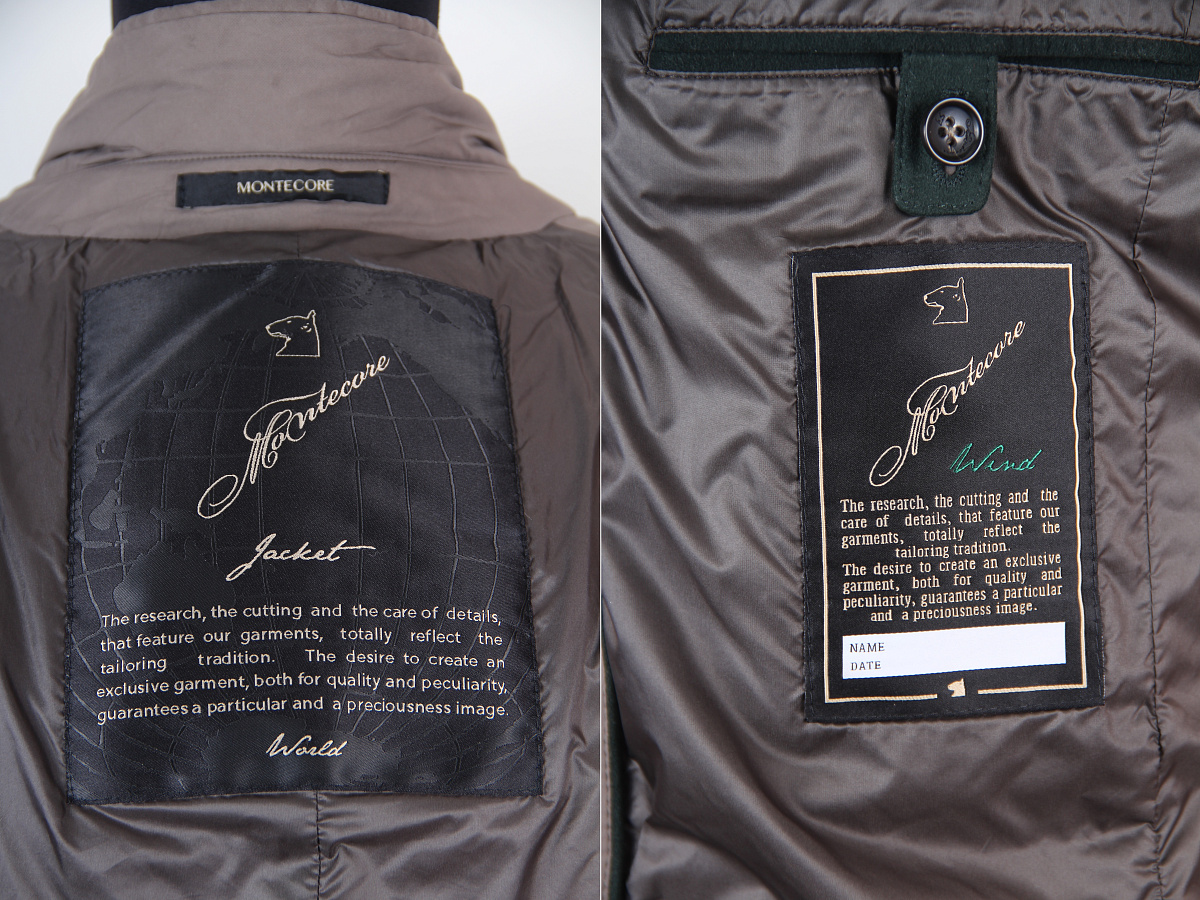 MONTECORE
Montecore
Jacket
The research, the cutting and the care of details,
that feature our garments, totally reflect the
tailoring tradition. The desire to create an
exclusive garment, both for quality and peculiarity,
guarantees a particular and a preciousness image.
World
Montecore
Wind
The research, the cutting and the
care of details, that feature our
garments, totally reflect the
tailoring tradition.
The desire to create an exclusive
garment, both for quality and
peculiarity, guarantees a particular
and a preciousness image.
NAME
DATE